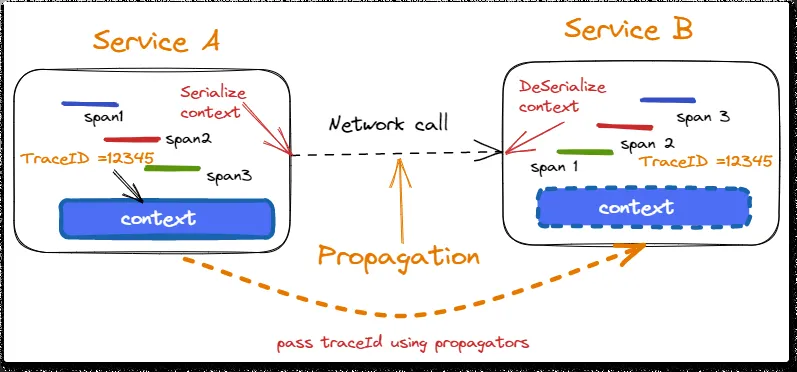 Service A
Service B
Serialize
context
DeSerialize
context
Network call
span1
span2
TraceID =12345
span3
context
span 3
span 2
TraceID =12345
span 1
context
Propagation
pass traceId using propagators